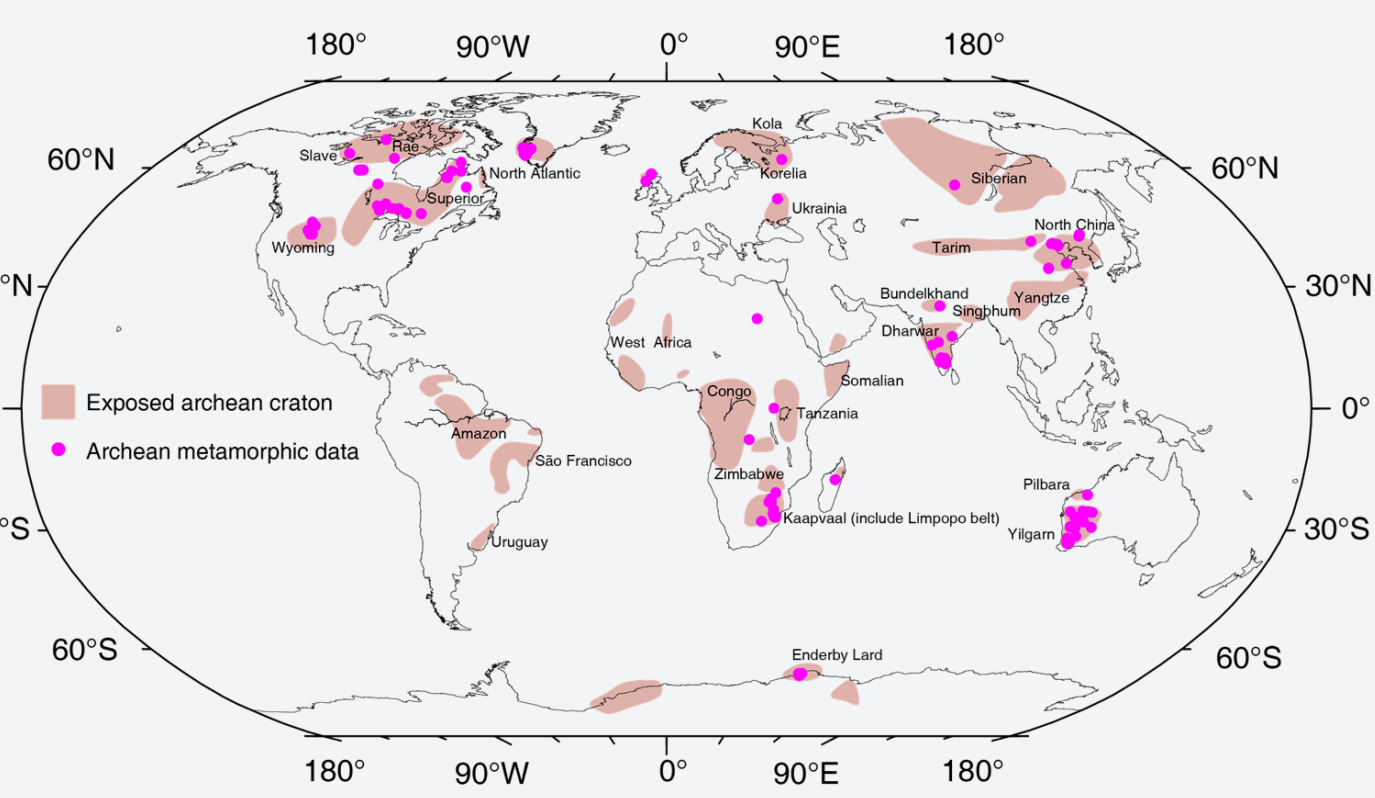 180° 90°W 0° 90°E 180°
Kola
Slave Rae
60°N 60°N
North Atlantic Korelia
Siberian
Superior
Ukrainia
North China
Wyoming Tarim
°N 30°N
Bundelkhand Yangtze
Singbhum
Dharwar
West Africa
Somalian
Congo
Exposed archean craton
Tanzania 0°
Amazon
Archean metamorphic data
São Francisco
Zimbabwe
Pilbara
Kaapvaal (include Limpopo belt)
°S 30°S
Yilgarn
Uruguay
60°S 60°S
Enderby Lard
180° 90°W 0° 90°E 180°